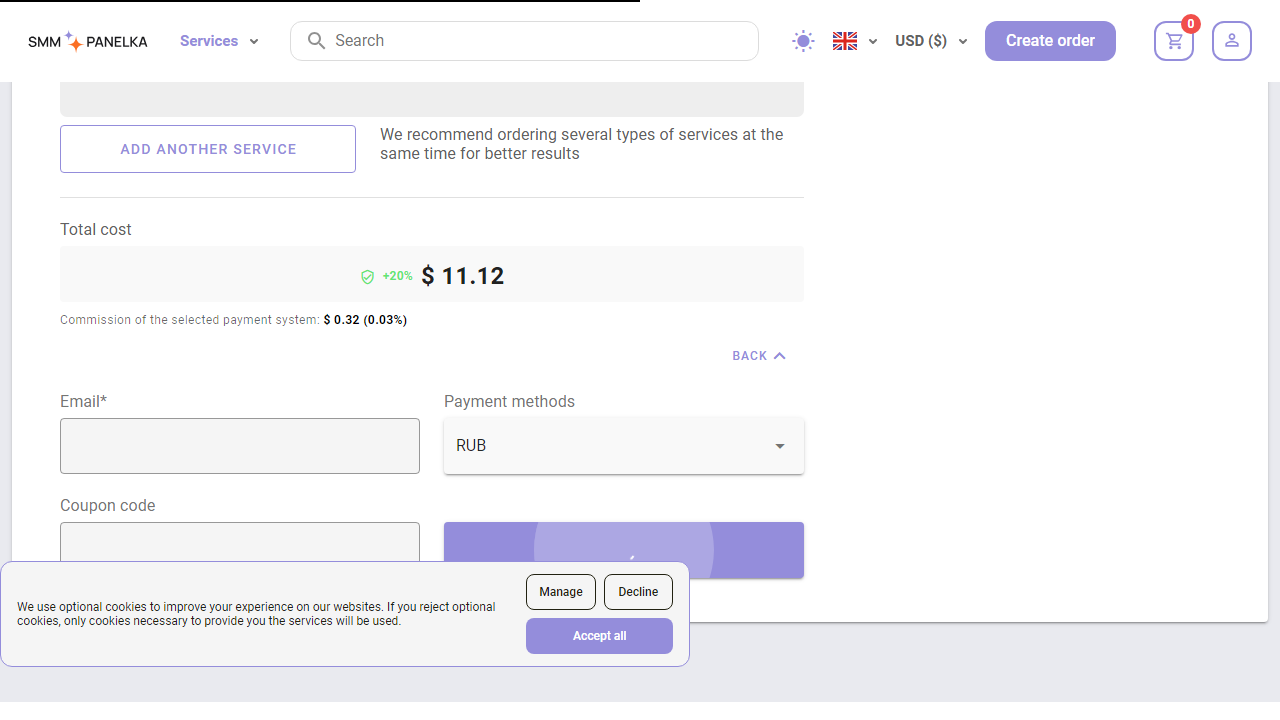 SMM PANELKA
Services
Search
USD ($)
Create order
0
ADD ANOTHER SERVICE
We recommend ordering several types of services at the
same time for better results
Total cost
+20% $ 11.12
Commission of the selected payment system: $ 0.32 (0.03%)
BACK
Email*
Payment methods
RUB
Coupon code
We use optional cookies to improve your experience on our websites. If you reject optional
cookies, only cookies necessary to provide you the services will be used.
Manage
Decline
Accept all